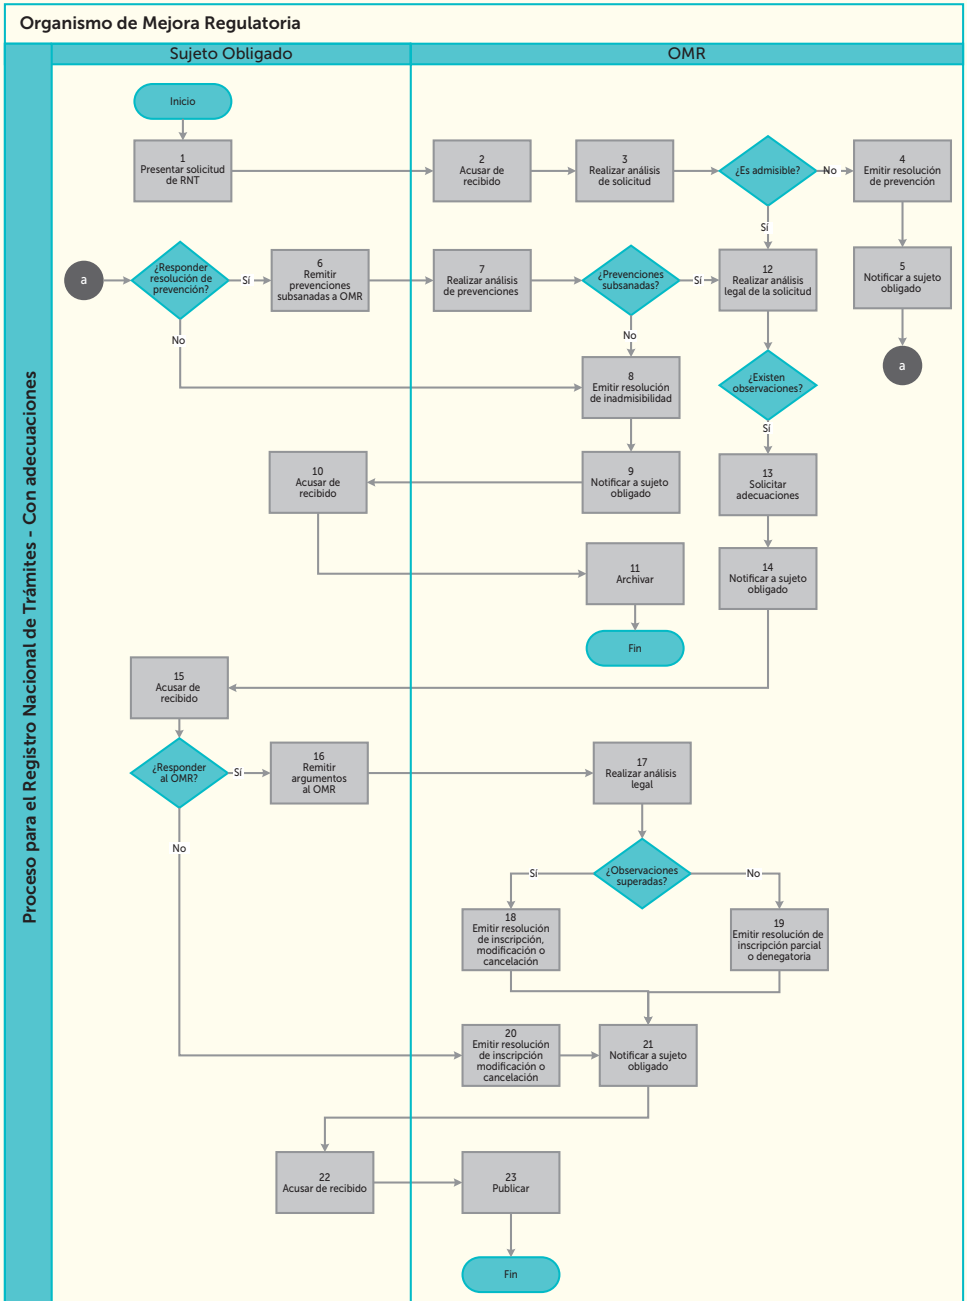 Organismo de Mejora Regulatoria
Sujeto Obligado
OMR
Proceso para el Registro Nacional de Trámites - Con adecuaciones
Inicio
1
Presentar solicitud
de RNT
2
Acusar de
recibido
3
Realizar análisis
de solicitud
¿Es admisible?
No
4
Emitir resolución
de prevención
Sí
a
¿Responder
resolución de
prevención?
Sí
6
Remitir
prevenciones
subsanadas a OMR
7
Realizar análisis
de prevenciones
¿Prevenciones
subsanadas?
Sí
12
Realizar análisis
legal de la solicitud
5
Notificar a sujeto
obligado
No
No
a
8
Emitir resolución
de inadmisibilidad
¿Existen
observaciones?
Sí
10
Acusar de
recibido
9
Notificar a sujeto
obligado
13
Solicitar
adecuaciones
11
Archivar
14
Notificar a sujeto
obligado
Fin
15
Acusar de
recibido
¿Responder
al OMR?
Sí
16
Remitir
argumentos
al OMR
17
Realizar análisis
legal
No
¿Observaciones
superadas?
Sí
No
18
Emitir resolución
de inscripción,
modificación o
cancelación
19
Emitir resolución de
inscripción parcial
o denegatoria
20
Emitir resolución
de inscripción
modificación o
cancelación
21
Notificar a sujeto
obligado
22
Acusar de recibido
23
Publicar
Fin